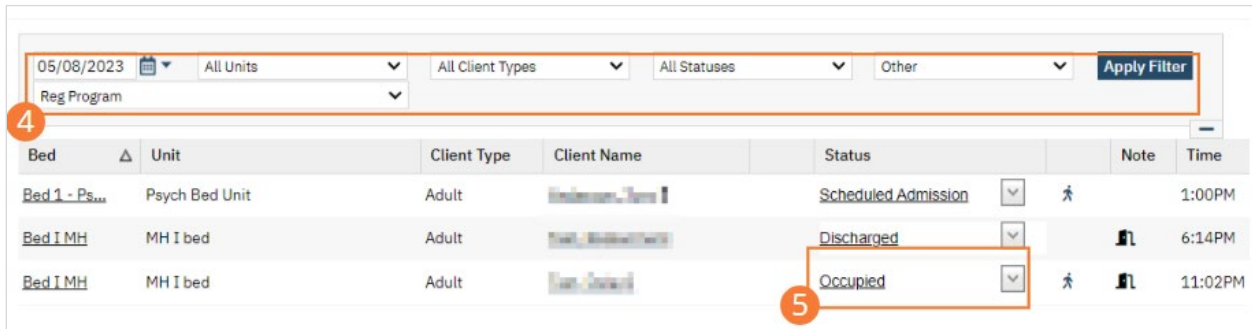 05/08/2023 All Units All Client Types All Statuses Other Apply Filter
Reg Program
4
Bed Unit Client Type Client Name Status Note Time
Bed 1 - Ps... Psych Bed Unit Adult Scheduled Admission 1:00PM
Bed I MH MH I bed Adult Discharged 6:14PM
Bed I MH MH I bed Adult Occupied 11:02PM
5